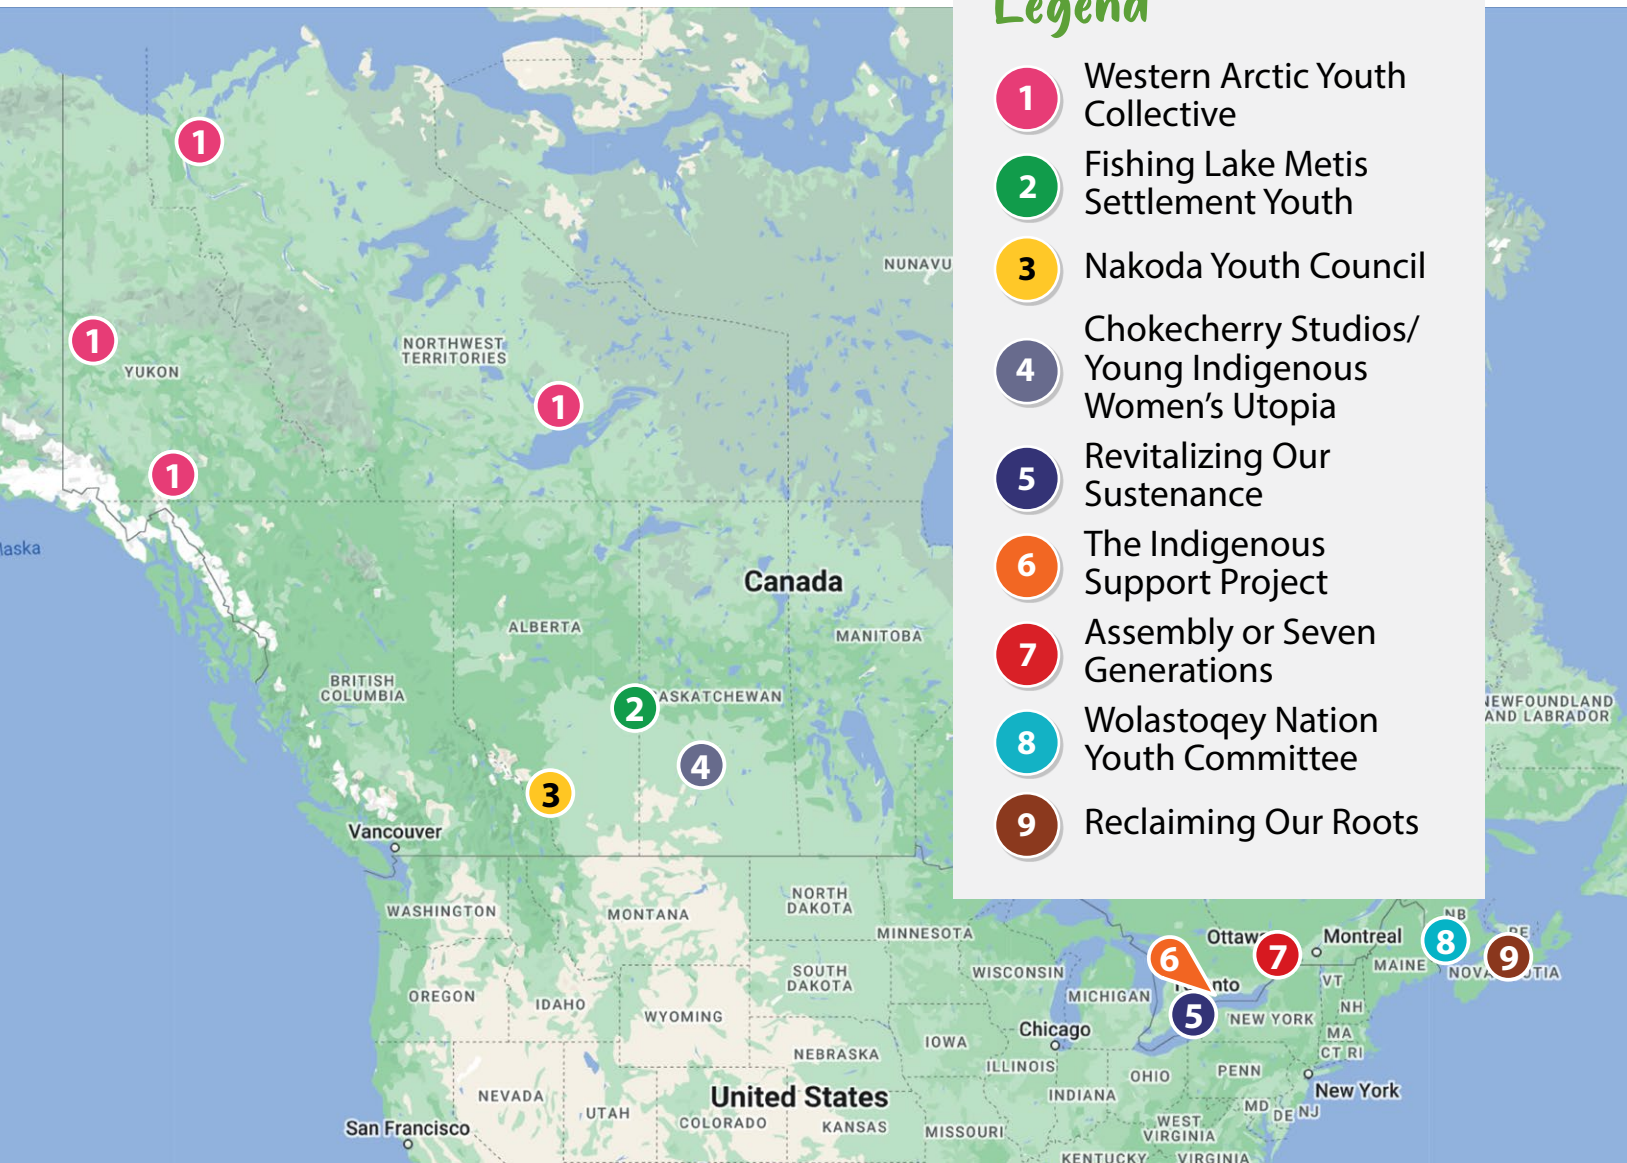 Legend
1 Western Arctic Youth
Collective
2 Fishing Lake Metis
Settlement Youth
3 Nakoda Youth Council
4 Chokecherry Studios/
Young Indigenous
Women's Utopia
5 Revitalizing Our
Sustenance
6 The Indigenous
Support Project
7 Assembly or Seven
Generations
8 Wolastoqey Nation
Youth Committee
9 Reclaiming Our Roots
1
NUNAVU
1
YUKON
NORTHWEST
TERRITORIES
1
1
laska
Canada
ALBERTA
MANITOBA
BRITISH
COLUMBIA
2
ASKATCHEWAN
NEWFOUNDLAND
AND LABRADOR
4
3
Vancouver
WASHINGTON
MONTANA
NORTH
DAKOTA
MINNESOTA
NB
PE
Ottaw
Montreal
8
9
6
7
WISCONSIN
MAINE
NOVA
OTIA
SOUTH
DAKOTA
OREGON
IDAHO
MICHIGAN
T
nto
VT
NH
WYOMING
5
NEW YORK
Chicago
IOWA
MA
CT RI
NEBRASKA
ILLINOIS
OHIO
PENN
NEVADA
United States
INDIANA
New York
UTAH
COLORADO
KANSAS
MISSOURI
WEST
VIRGINIA
MD
DE
NJ
San Francisco
KENTUCKY
VIRGINIA